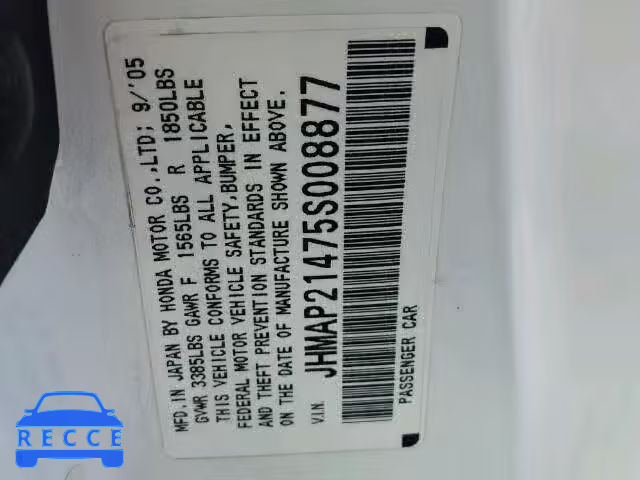 MFD.IN JAPAN BY HONDA MOTOR CO.,LTD; 9/'05
GVWR 3385LBS GAWR F 1565LBS R 1850LBS
THIS VEHICLE CONFORMS TO ALL APPLICABLE
FEDERAL MOTOR VEHICLE SAFETY,BUMPER,
AND THEFT PREVENTION STANDARDS IN EFFECT
ON THE DATE OF MANUFACTURE SHOWN ABOVE.
V.I.N. JHMAP21475S008877
PASSENGER CAR
RECCE